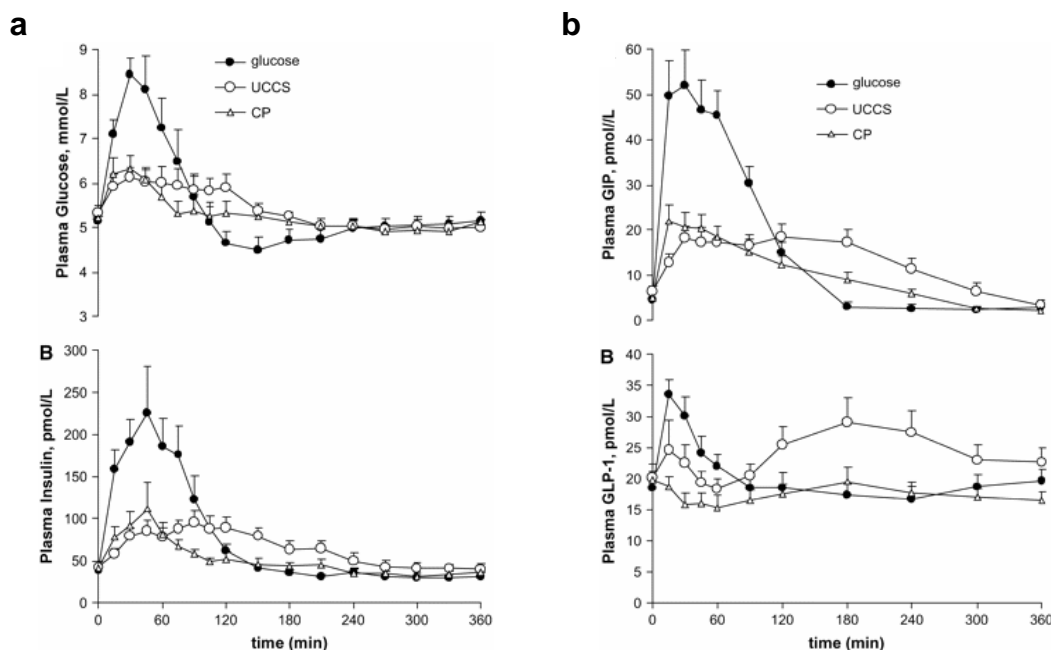 a
Plasma Glucose, mmol/L
9
8
7
6
5
4
3
glucose
UCCS
CP
B
Plasma Insulin, pmol/L
300
250
200
150
100
50
0
0 60 120 180 240 300 360
time (min)
b
Plasma GIP, pmol//L
60
50
40
30
20
10
0
glucose
UCCS
CP
B
Plasma GLP-1, pmol/L
40
35
30
25
20
15
10
5
0
0 60 120 180 240 300 360
time (min)